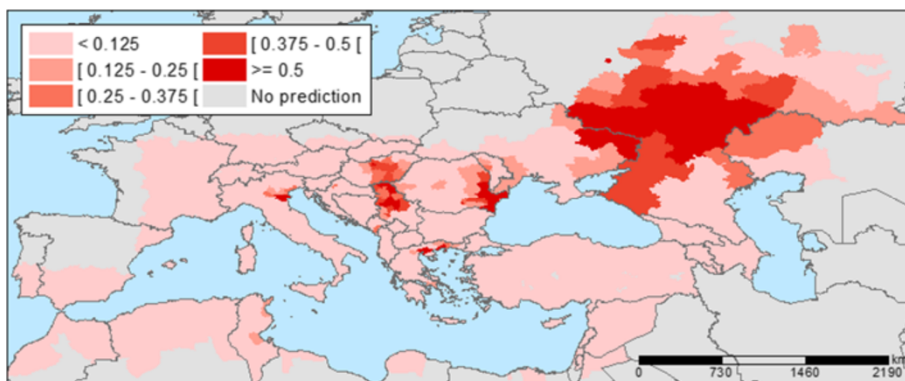 < 0.125
[ 0.375 - 0.5 [
[ 0.125 - 0.25 [
>= 0.5
[ 0.25 - 0.375 [
No prediction
km
0 730 1460 2190